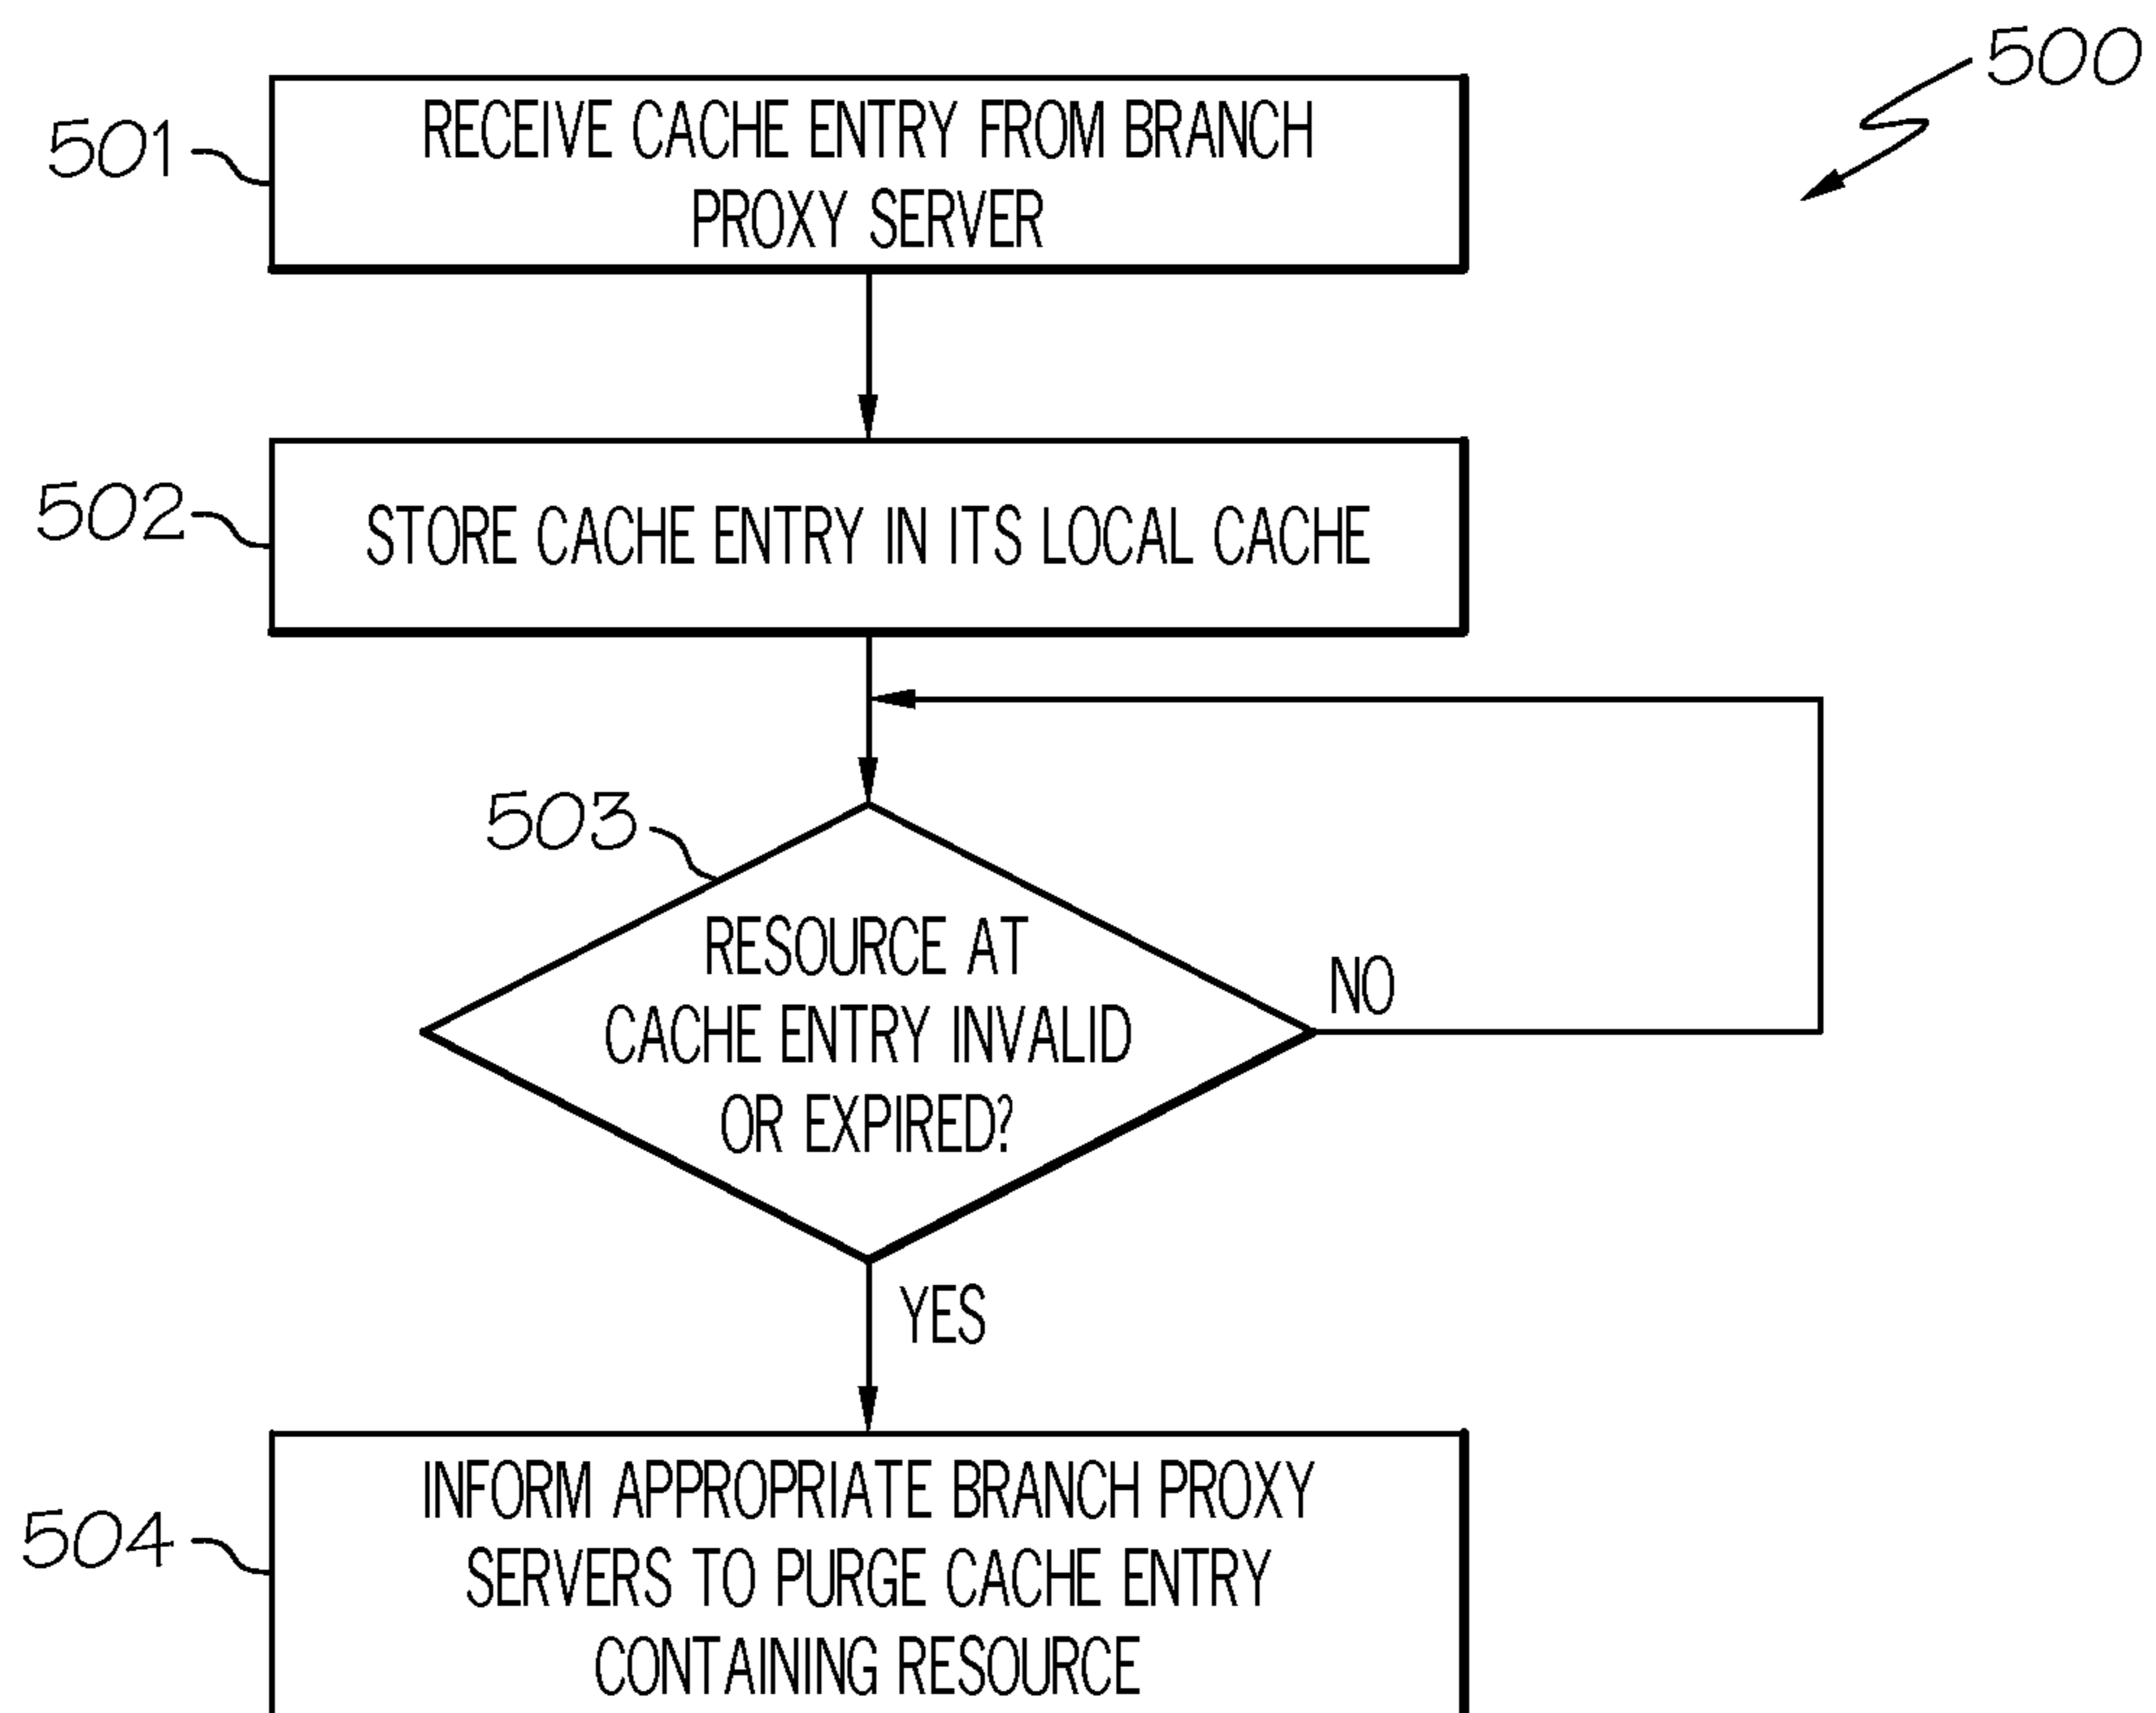 500
501
RECEIVE CACHE ENTRY FROM BRANCH
PROXY SERVER
502
STORE CACHE ENTRY IN ITS LOCAL CACHE
503
RESOURCE AT
CACHE ENTRY INVALID
OR EXPIRED?
NO
YES
504
INFORM APPROPRIATE BRANCH PROXY
SERVERS TO PURGE CACHE ENTRY
CONTAINING RESOURCE